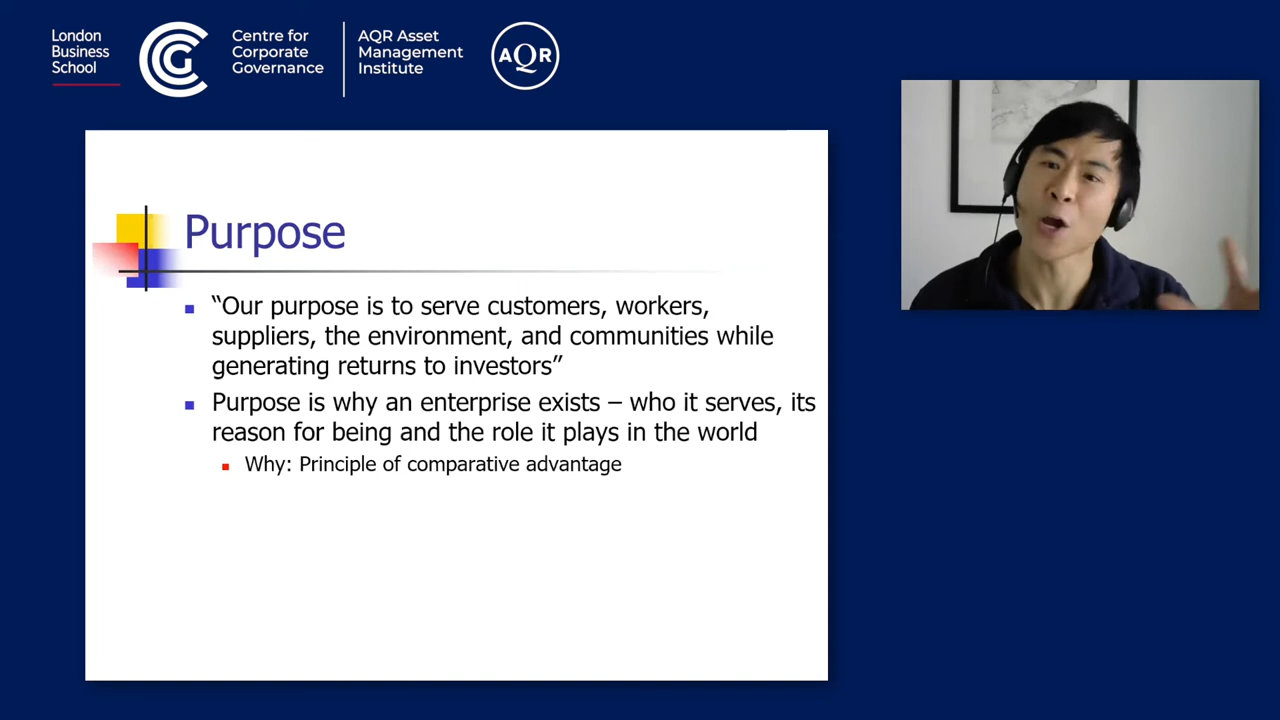 London
Business
School
Centre for
Corporate
Governance
AQR Asset
Management
Institute
AQR
Purpose
“Our purpose is to serve customers, workers,
suppliers, the environment, and communities while
generating returns to investors”
Purpose is why an enterprise exists – who it serves, its
reason for being and the role it plays in the world
Why: Principle of comparative advantage